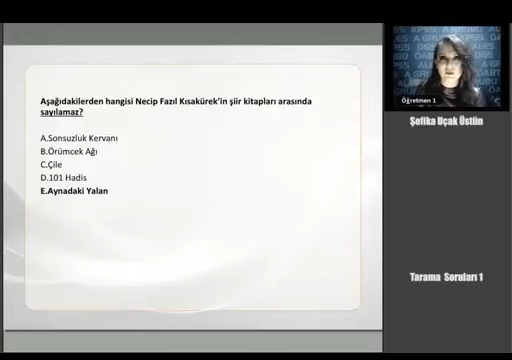 Aşağıdakilerden hangisi Necip Fazıl Kısakürek'in şiir kitapları arasında
sayılamaz?
A.Sonsuzluk Kervanı
B.Örümcek Ağı
C.Çile
D.101 Hadis
E.Aynadaki Yalan
Öğretmen 1
Şefika Uçak Üstün
Tarama Soruları 1